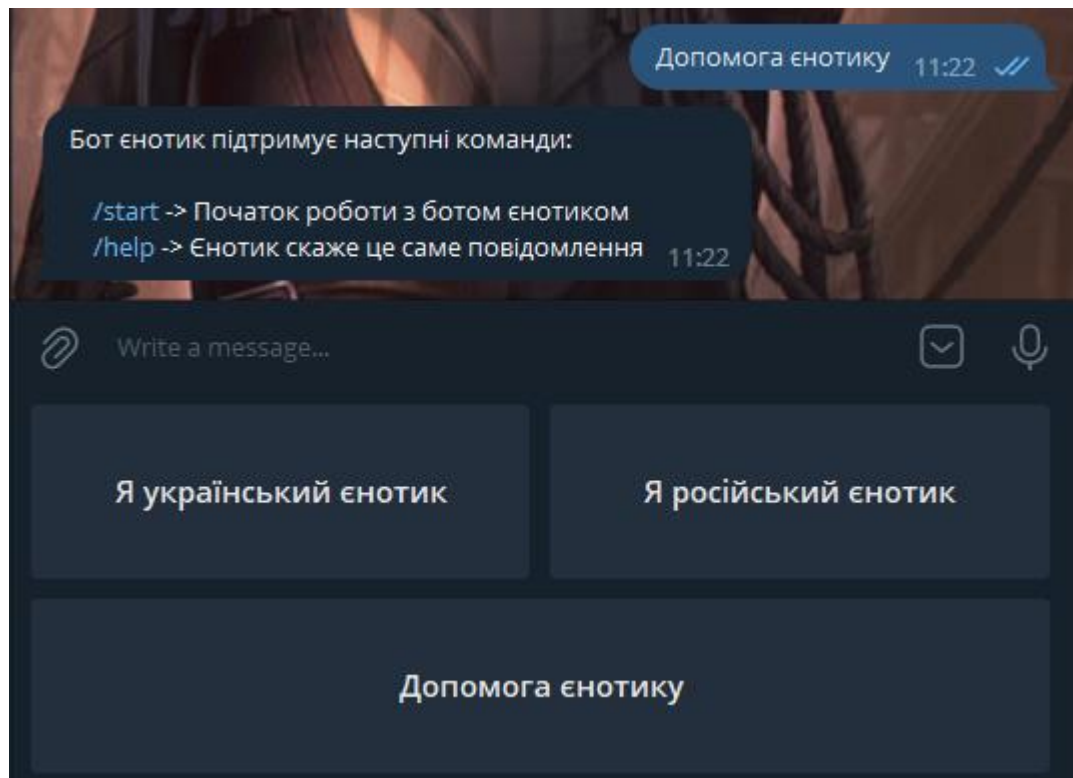 Допомога єнотику 11:22
Бот єнотик підтримує наступні команди:
/start -> Початок роботи з ботом єнотиком
/help -> Єнотик скаже це саме повідомлення 11:22
Write a message...
Я український єнотик
Я російський єнотик
Допомога єнотику